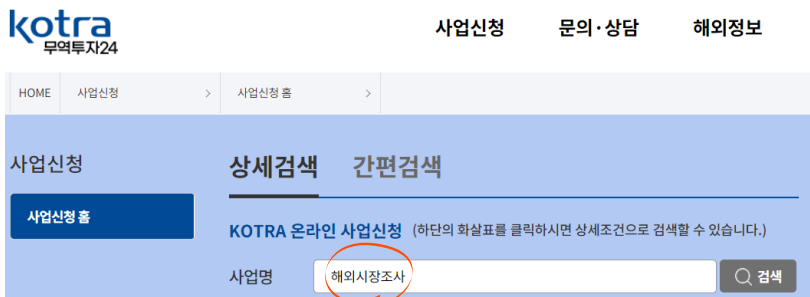 kotra
무역투자24
사업신청 문의·상담 해외정보
HOME 사업신청 > 사업신청 홈 >
사업신청
상세검색 간편검색
사업신청 홈
KOTRA 온라인 사업신청 (하단의 화살표를 클릭하시면 상세조건으로 검색할 수 있습니다.)
사업명 해외시장조사 검색